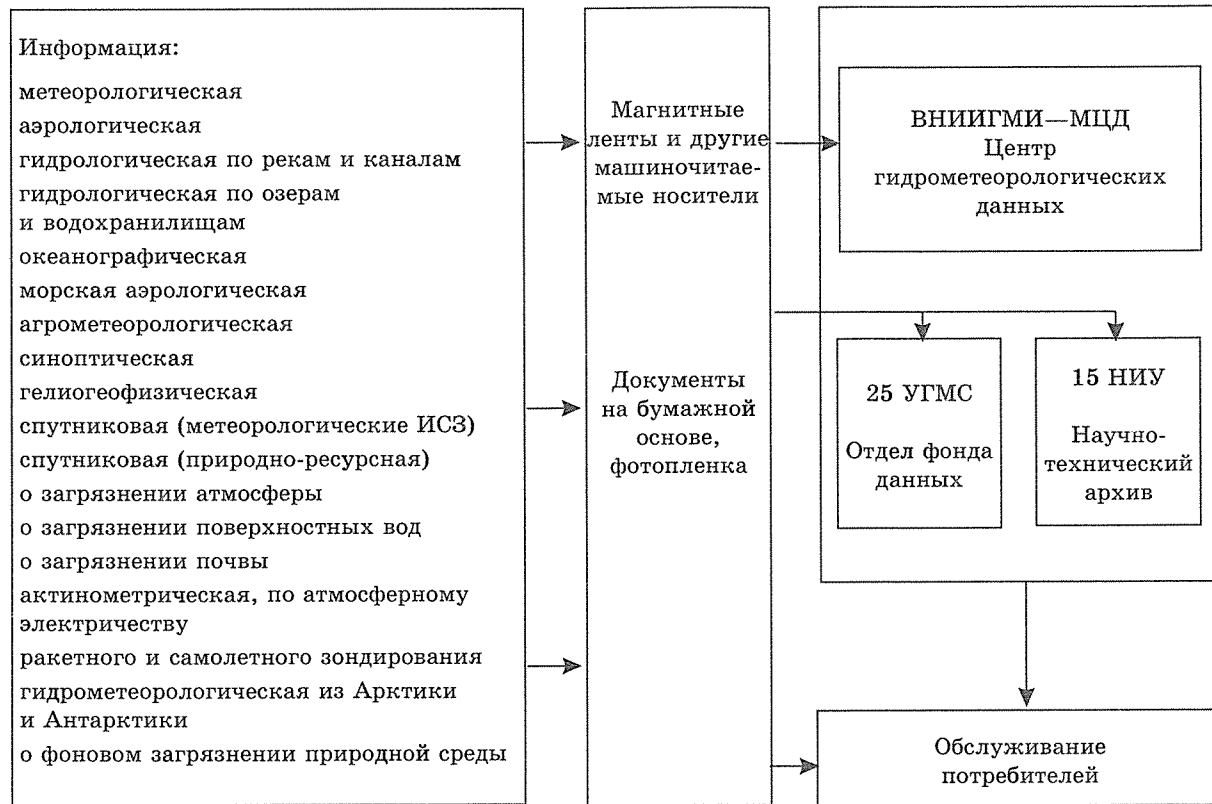 Информация:
метеорологическая
аэрологическая
гидрологическая по рекам и каналам
гидрологическая по озерам
и водохранилищам
океанографическая
морская аэрологическая
агрометеорологическая
синоптическая
гелиогеофизическая
спутниковая (метеорологические ИСЗ)
спутниковая (природно-ресурсная)
о загрязнении атмосферы
о загрязнении поверхностных вод
о загрязнении почвы
актинометрическая, по атмосферному
электричеству
ракетного и самолетного зондирования
гидрометеорологическая из Арктики
и Антарктики
о фоновом загрязнении природной среды
Магнитные
ленты и другие
машиночитае-
мые носители
Документы
на бумажной
основе,
фотопленка
ВНИИГМИ—МЦД
Центр
гидрометеорологических
данных
25 УГМС
Отдел фонда
данных
15 НИУ
Научно-
технический
архив
Обслуживание
потребителей